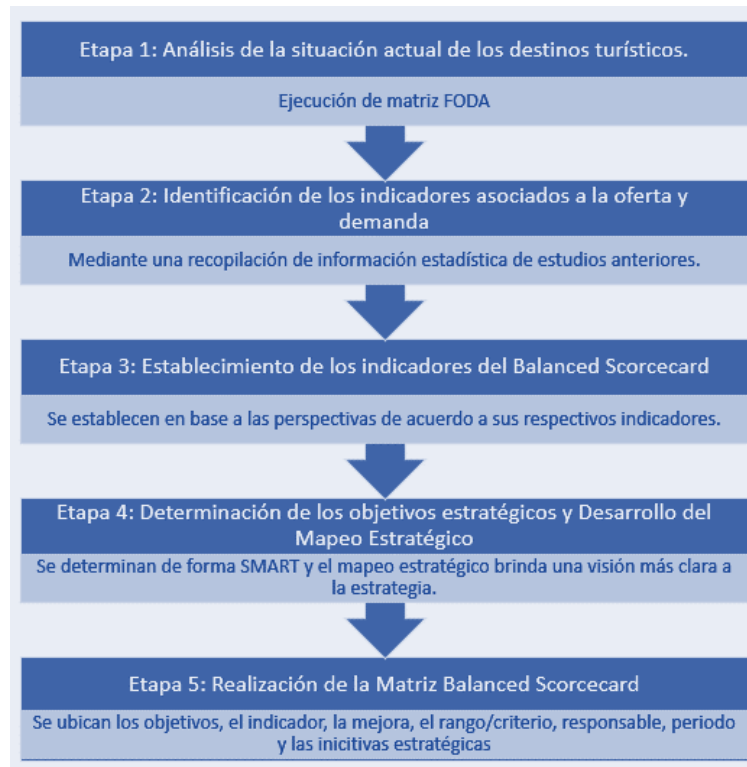 Etapa 1: Análisis de la situación actual de los destinos turísticos.
Ejecución de matriz FODA
Etapa 2: Identificación de los indicadores asociados a la oferta y
demanda
Mediante una recopilación de información estadística de estudios anteriores.
Etapa 3: Establecimiento de los indicadores del Balanced Scorcecard
Se establecen en base a las perspectivas de acuerdo a sus respectivos indicadores.
Etapa 4: Determinación de los objetivos estratégicos y Desarrollo del
Mapeo Estratégico
Se determinan de forma SMART y el mapeo estratégico brinda una visión más clara a
la estrategia.
Etapa 5: Realización de la Matriz Balanced Scorcecard
Se ubican los objetivos, el indicador, la mejora, el rango/criterio, responsable, periodo
y las inicitivas estratégicas